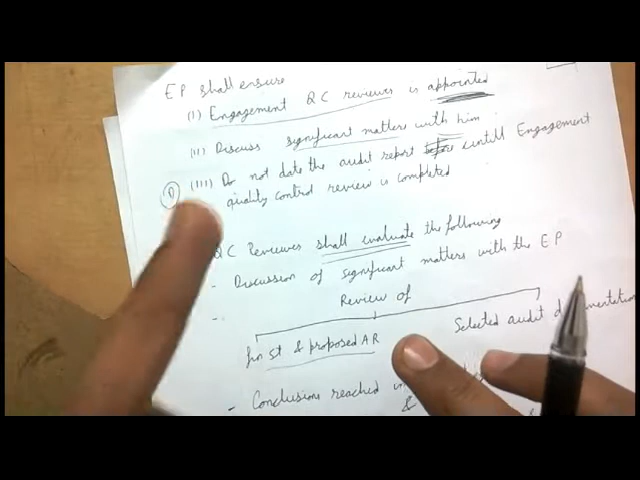 EP shall ensure
(I) Engagement QC reviewer is appointed
(II) Discuss significant matters with him
(III) Do not date the audit report until Engagement
quality control review is completed
QC Reviewer shall evaluate the following
- Discussion of significant matters with the EP
- Review of
fin St & proposed AR
Selected audit
- Conclusions reached
&